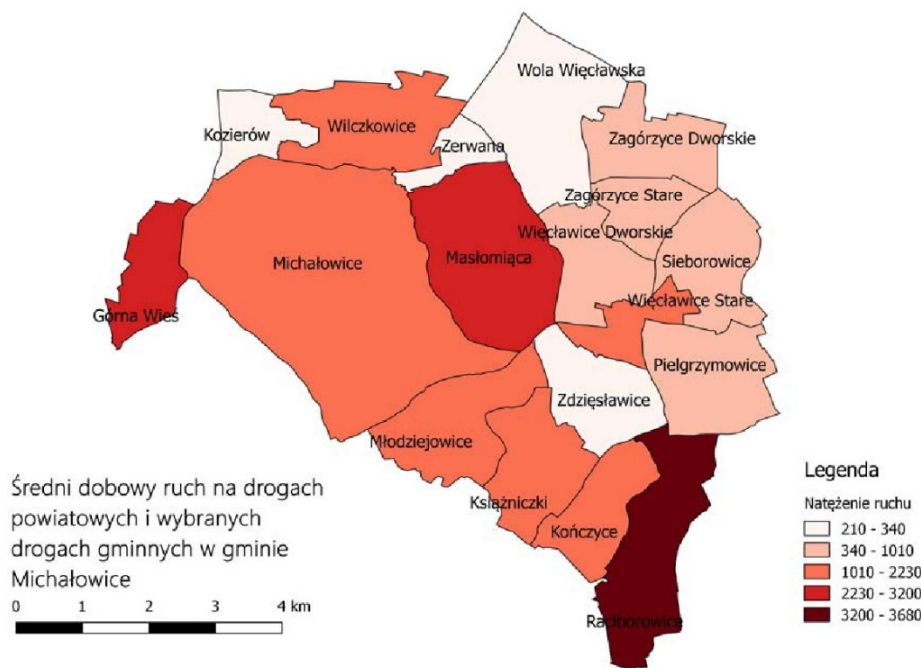 Wola Więcławska
Kozierów
Wilczkowice
Zerwana
Zagórzyce Dworskie
Zagórzyce Stare
Więcławice Dworskie
Michałowice
Masłomiąca
Sieborowice
Górna Wieś
Więcławice Stare
Pielgrzymowice
Zdzięsławice
Młodziejowice
Książniczki
Kończyce
Raciborowice
Średni dobowy ruch na drogach
powiatowych i wybranych
drogach gminnych w gminie
Michałowice
0 1 2 3 4 km
Legenda
Natężenie ruchu
210 - 340
340 - 1010
1010 - 2230
2230 - 3200
3200 - 3680